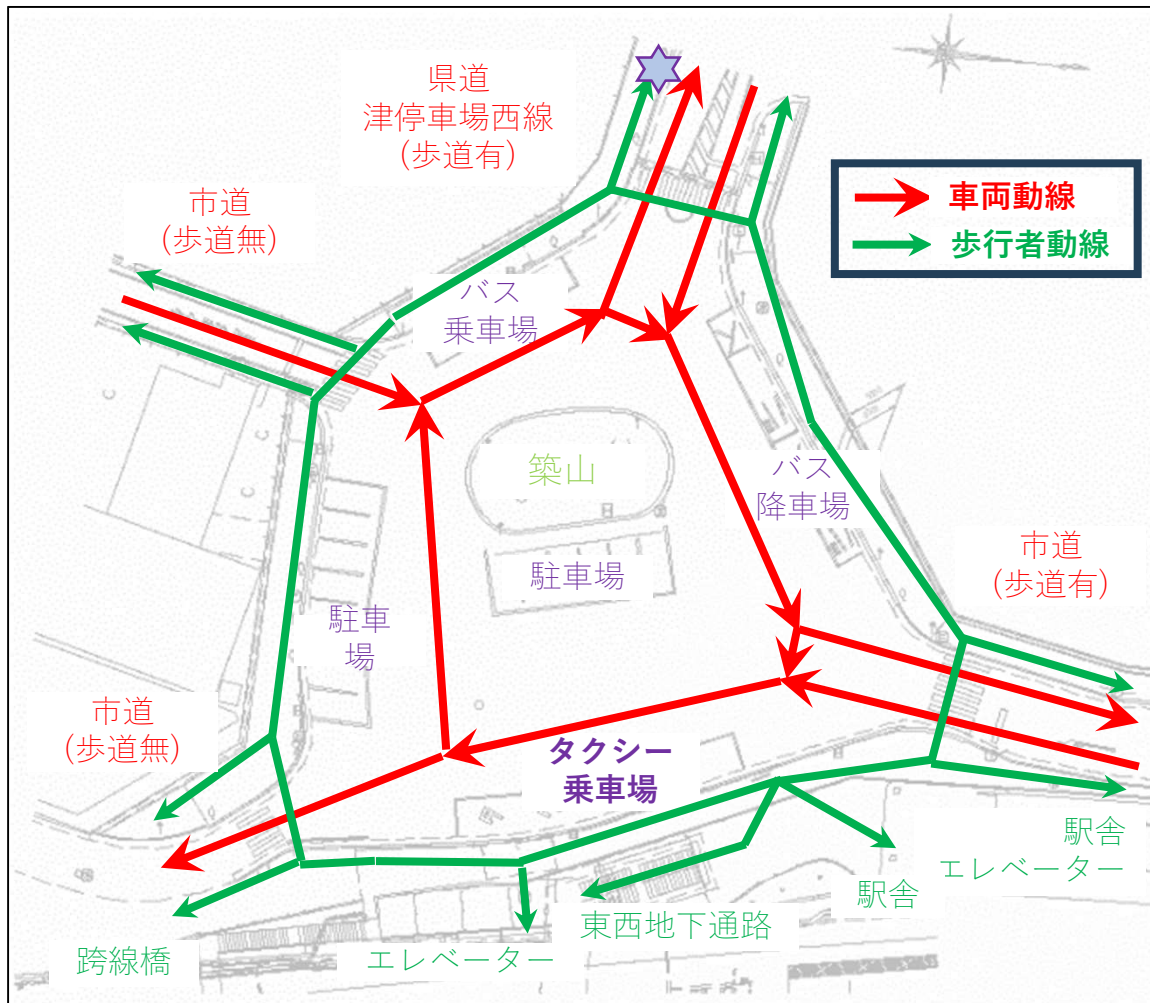 県道
津停車場西線
(歩道有)
市道
(歩道無)
車両動線
歩行者動線
バス
乗車場
築山
バス
降車場
駐車場
駐車
場
市道
(歩道有)
市道
(歩道無)
タクシー
乗車場
駅舎
エレベーター
駅舎
東西地下通路
エレベーター
跨線橋